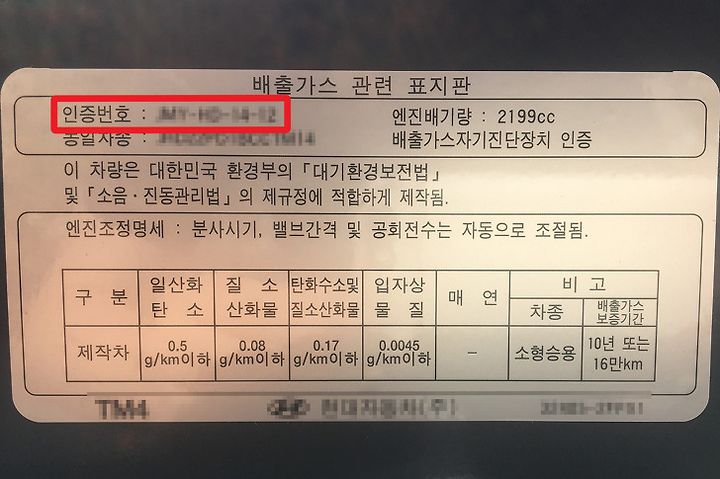 배출가스 관련 표지판
인증번호 :
엔진배기량 : 2199cc
동일차종 :
배출가스자기진단장치 인증
이 차량은 대한민국 환경부의 「대기환경보전법」
및 『소음·진동관리법』의 제규정에 적합하게 제작됨.
엔진조정명세 : 분사시기, 밸브간격 및 공회전수는 자동으로 조절됨.
구 분 일산화 탄 소 질 소 산화물 탄화수소및 질소산화물 입자상 물 질 매 연 비 고
차종 배출가스 보증기간
제작차 0.5 g/km이하 0.08 g/km이하 0.17 g/km이하 0.0045 g/km이하 － 소형승용 10년 또는 16만km
TM4